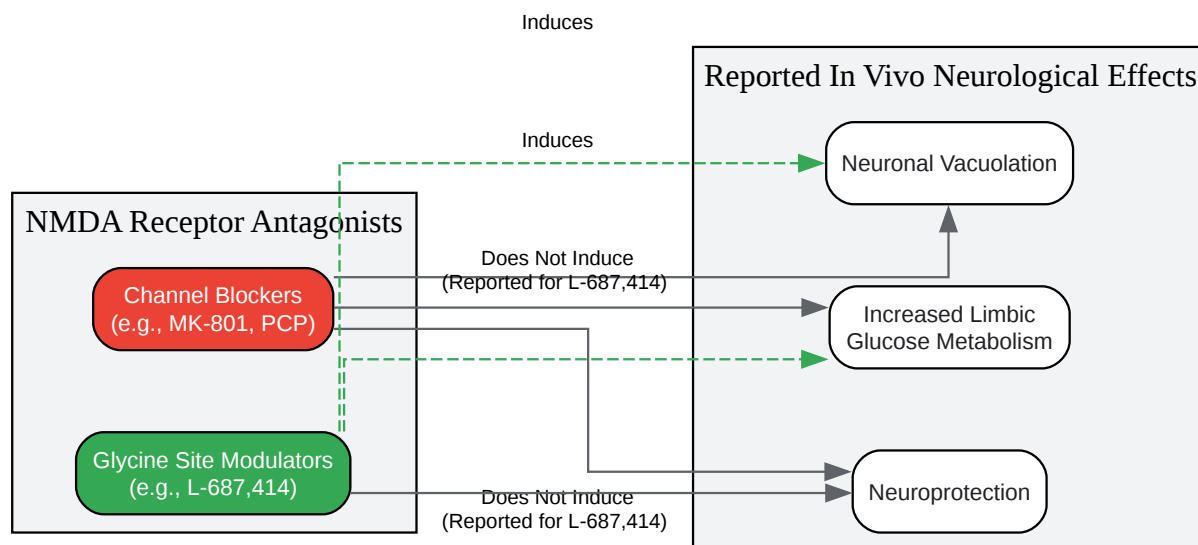 Induces
Reported In Vivo Neurological Effects
Induces
Neuronal Vacuolation
NMDA Receptor Antagonists
Does Not Induce
(Reported for L-687,414)
Channel Blockers
(e.g., MK-801, PCP)
Increased Limbic
Glucose Metabolism
Glycine Site Modulators
(e.g., L-687,414)
Does Not Induce
(Reported for L-687,414)
Neuroprotection